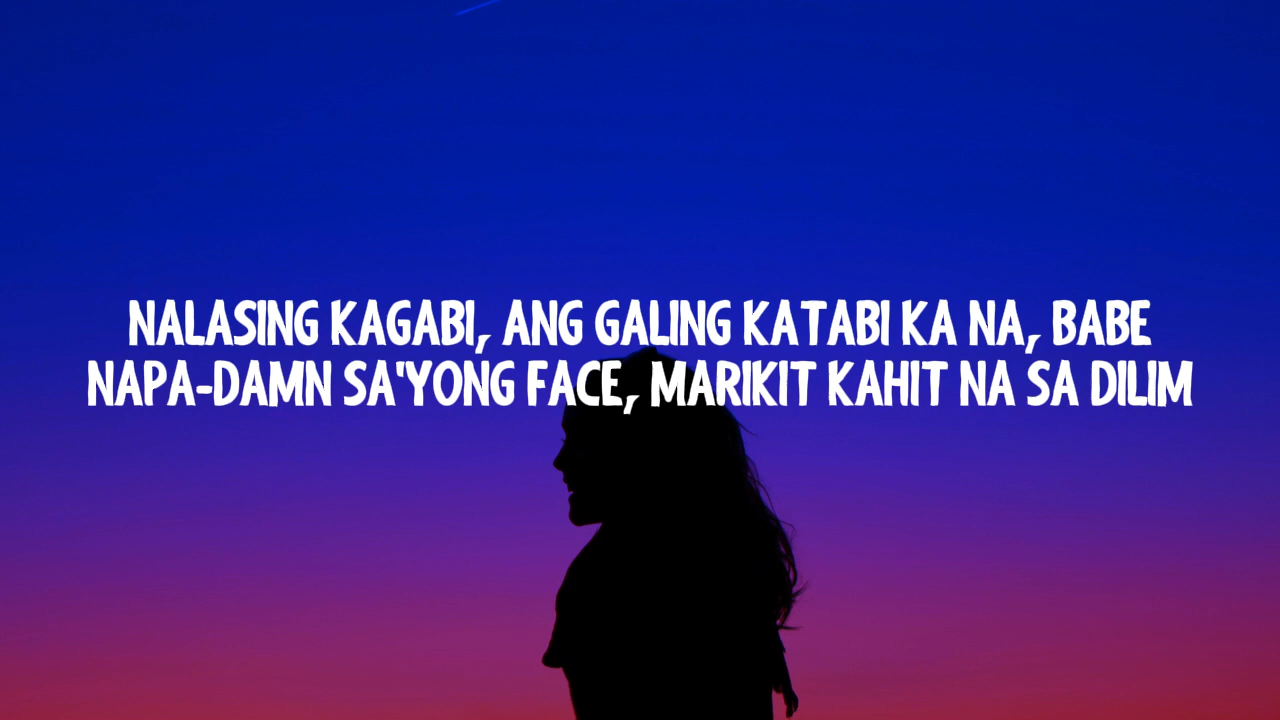 NALASING KAGABI, ANG GALING KATABI KA NA, BABE
NAPA-DAMN SA'YONG FACE, MARIKIT KAHIT NA SA DILIM